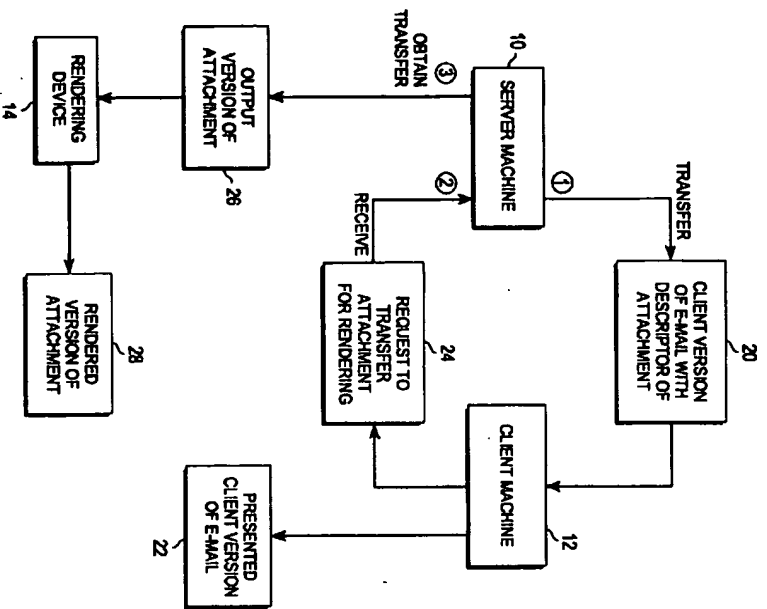 20
CLIENT VERSION
OF E-MAIL WITH
DESCRIPTOR OF
ATTACHMENT
TRANSFER
①
10
SERVER MACHINE
②
RECEIVE
③
OBTAIN
TRANSFER
12
CLIENT MACHINE
24
REQUEST TO
TRANSFER
ATTACHMENT
FOR RENDERING
OUTPUT
VERSION OF
ATTACHMENT
26
PRESENTED
CLIENT VERSION
OF E-MAIL
22
RENDERING
DEVICE
14
RENDERED
VERSION OF
ATTACHMENT
28